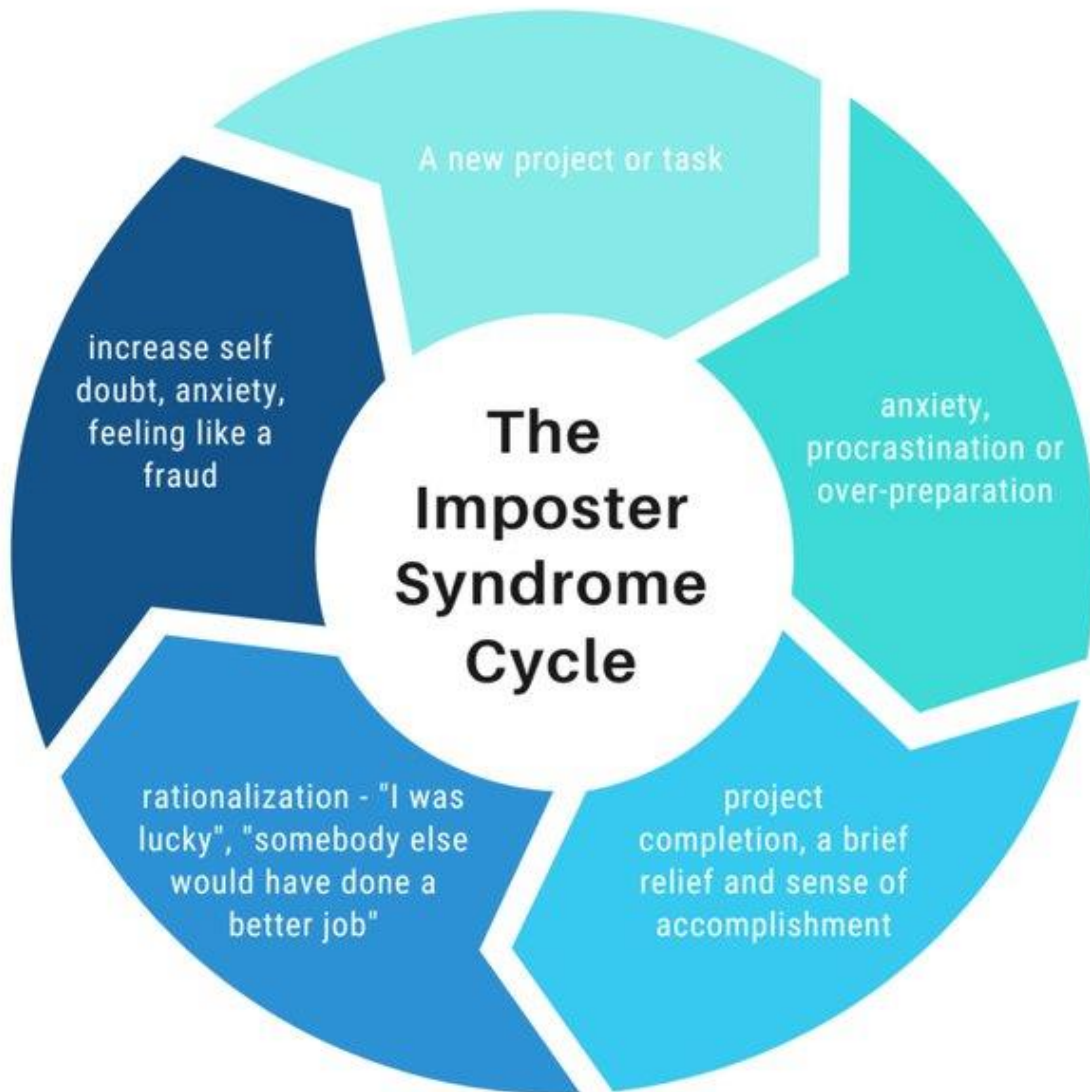 The
Imposter
Syndrome
Cycle
A new project or task
anxiety,
procrastination or
over-preparation
project
completion, a brief
relief and sense of
accomplishment
rationalization - "I was
lucky", "somebody else
would have done a
better job"
increase self
doubt, anxiety,
feeling like a
fraud